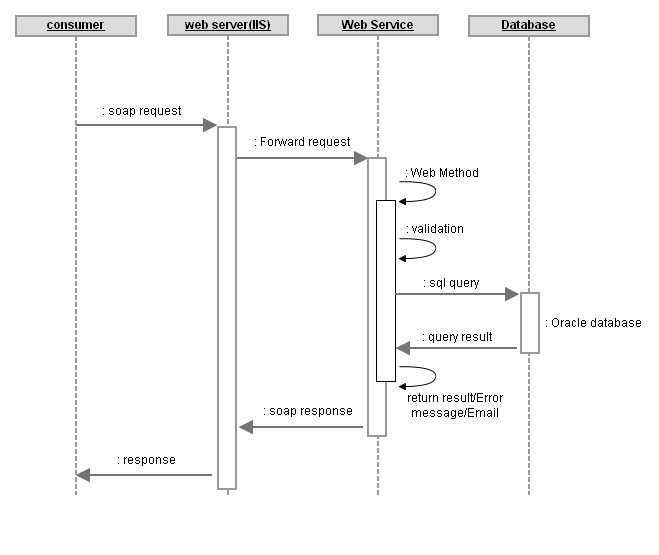 consumer
web server(IIS)
Web Service
Database
: soap request
: Forward request
: Web Method
: validation
: sql query
: Oracle database
: query result
return result/Error
message/Email
: soap response
: response